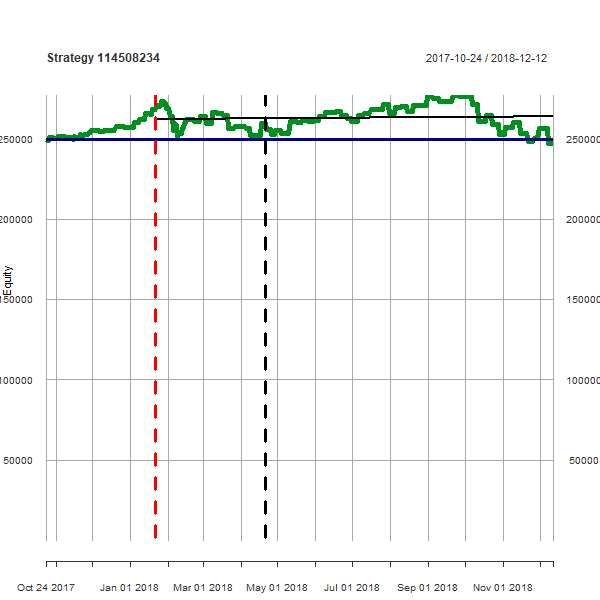 Strategy 114508234
2017-10-24 / 2018-12-12
250000
250000
200000
200000
Equity
150000
150000
100000
100000
50000
50000
Oct 24 2017
Jan 01 2018
Mar 01 2018
May 01 2018
Jul 01 2018
Sep 01 2018
Nov 01 2018